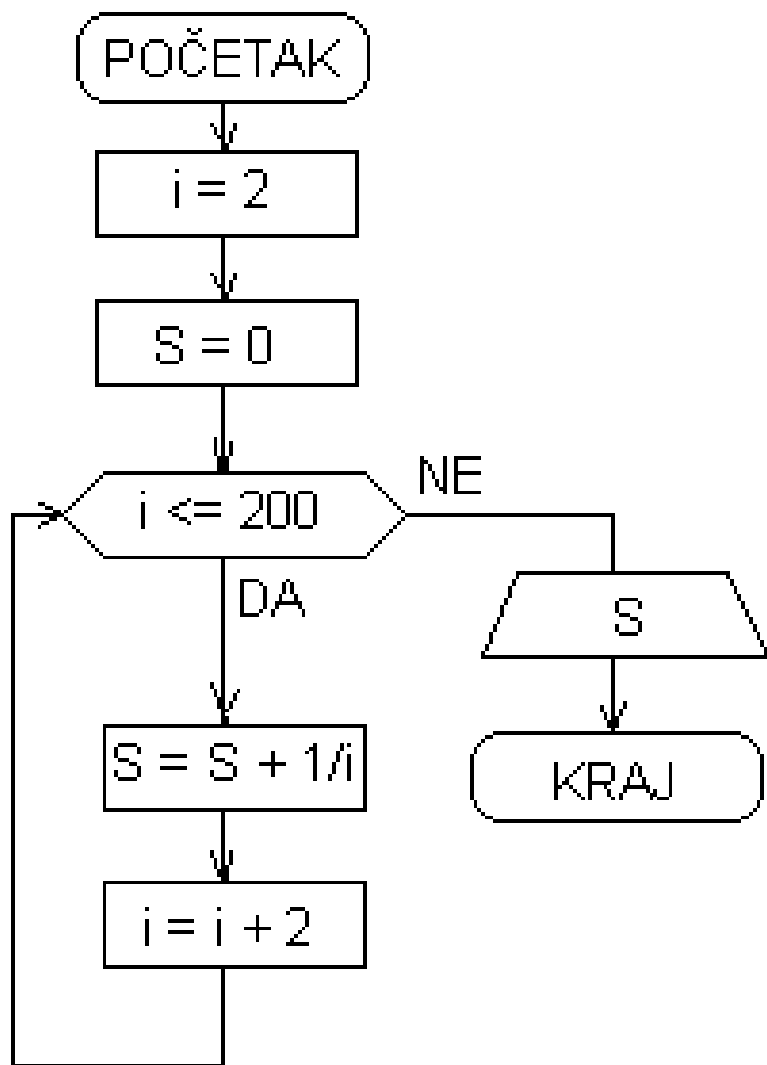 POČETAK
i = 2
S = 0
i <= 200
NE
DA
S
S = S + 1/i
KRAJ
i = i + 2